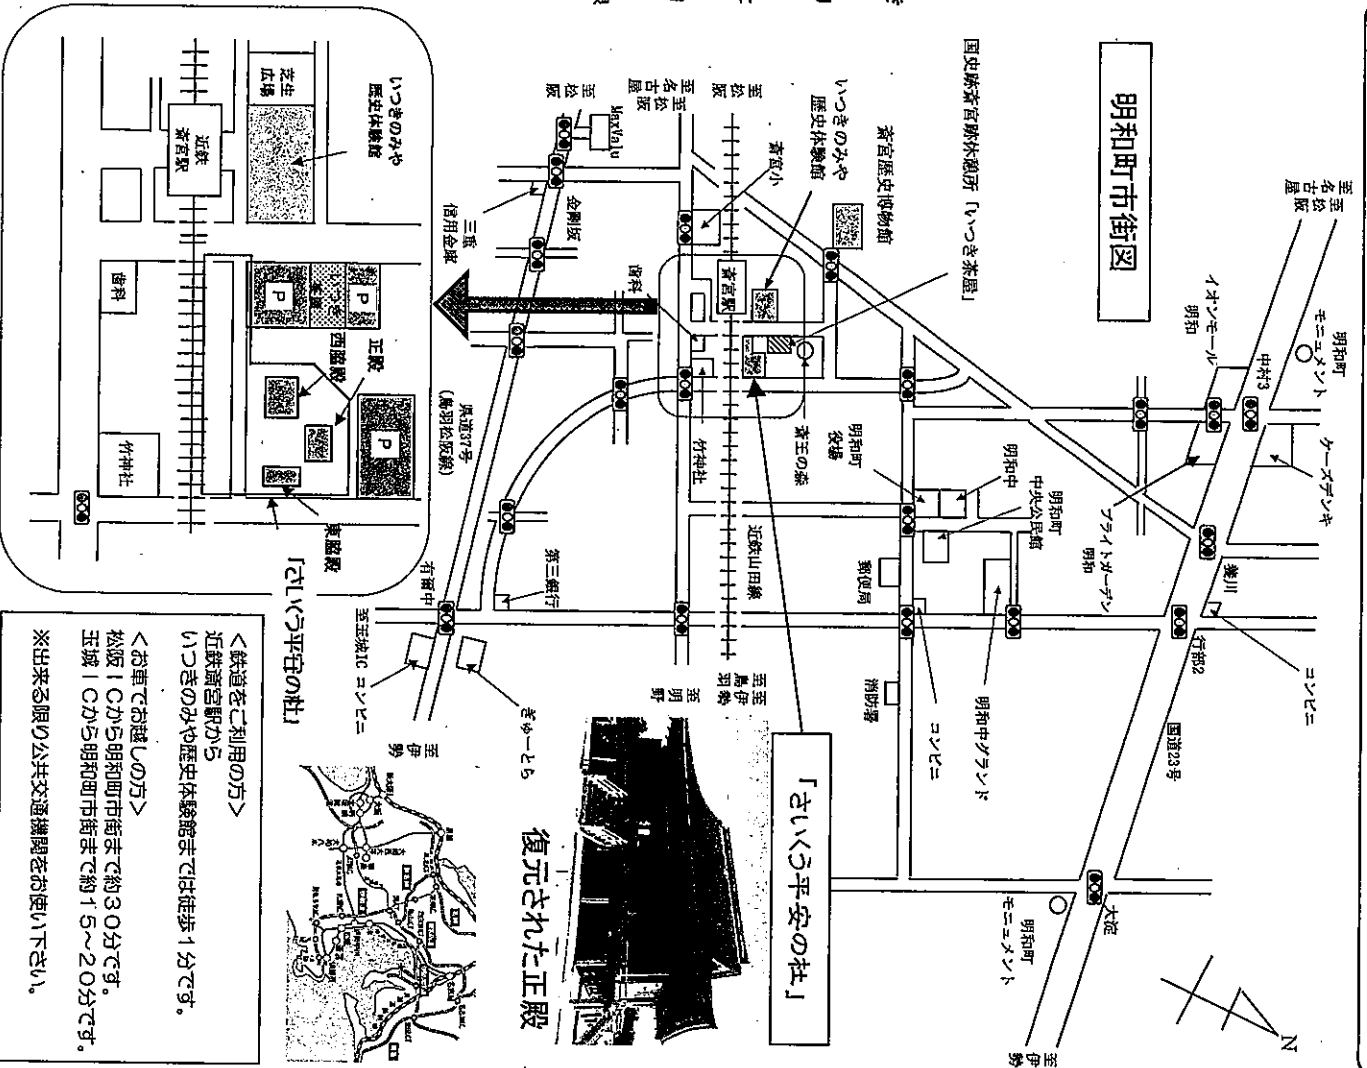 明和町市街図
至松阪
至名古屋
明和町
モニュメント
中村3
イオンモール
明和
ケーズデンキ
ブライトガーデン
明和
養川
行部2
コンビニ
国道23号
大淀
明和町
モニュメント
至伊勢
N
国史跡斎宮跡休憩所「いつき茶屋」
斎宮歴史博物館
いつきのみや
歴史体験館
斎宮小
斎宮駅
歯科
斎王の森
竹神社
明和町
役場
明和中
明和町
中央公民館
郵便局
明和中グランド
コンビニ
消防署
近鉄山田線
至松阪
至名古屋
至松阪
至伊勢
至鳥羽
至明野
「さいくう平安の杜」
復元された正殿
MaxValu
至松阪
金剛坂
三重
信用金庫
県道37号
(鳥羽松阪線)
第三銀行
有爾中
至玉城IC
コンビニ
ぎゅーとら
至伊勢
いつきのみや
歴史体験館
芝生
広場
近鉄
斎宮駅
P
P
P
歯科
正殿
西脇殿
東脇殿
竹神社
「さいくう平安の杜」
<鉄道をご利用の方>
近鉄斎宮駅から
いつきのみや歴史体験館までは徒歩1分です。
<お車でお越しの方>
松阪ICから明和町市街まで約30分です。
玉城ICから明和町市街まで約15~20分です。
※出来る限り公共交通機関をお使い下さい。